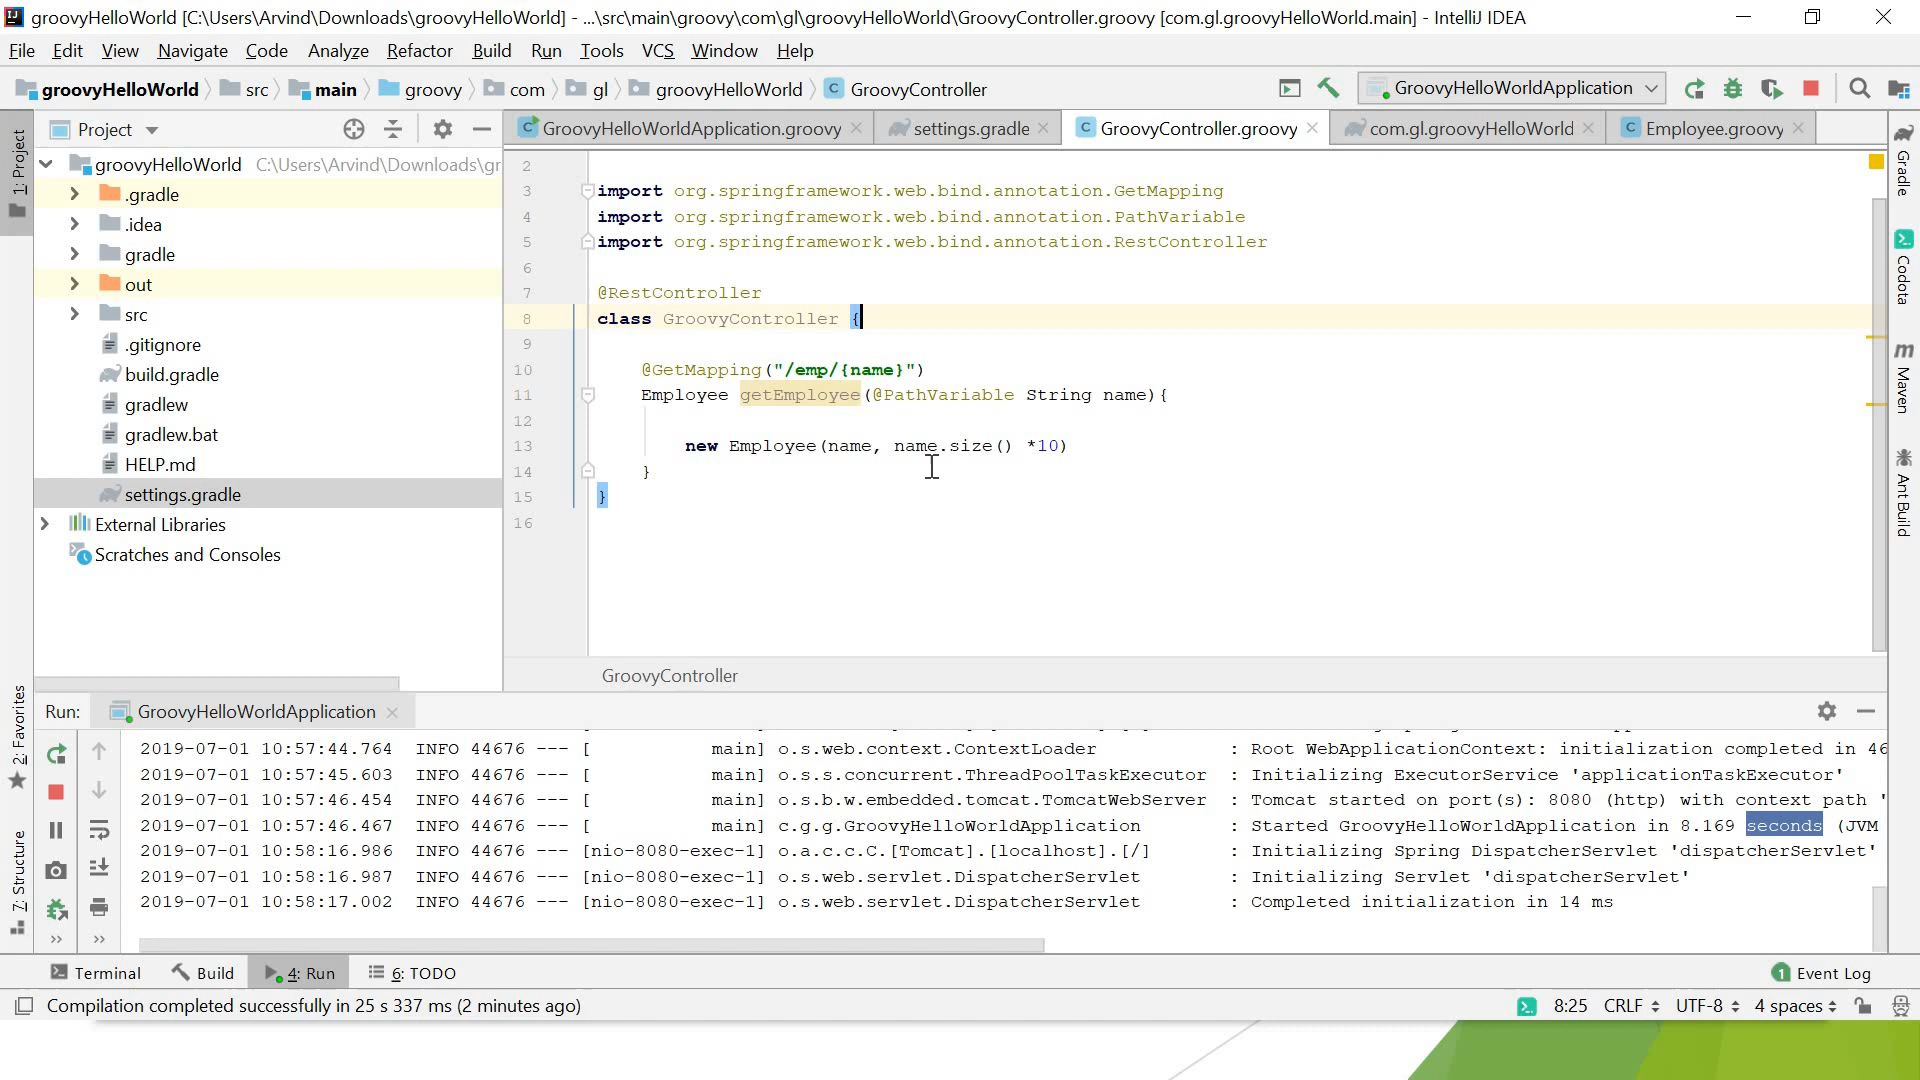 groovyHelloWorld [C:\Users\Arvind\Downloads\groovyHelloWorld] - ...\src\main\groovy\com\gl\groovyHelloWorld\GroovyController.groovy [com.gl.groovyHelloWorld.main] - IntelliJ IDEA
File Edit View Navigate Code Analyze Refactor Build Run Tools VCS Window Help
groovyHelloWorld src main groovy com gl groovyHelloWorld GroovyController GroovyHelloWorldApplication
Project
GroovyHelloWorldApplication.groovy settings.gradle GroovyController.groovy com.gl.groovyHelloWorld Employee.groovy
1: Project
groovyHelloWorld C:\Users\Arvind\Downloads\gr
.gradle
.idea
gradle
out
src
.gitignore
build.gradle
gradlew
gradlew.bat
HELP.md
settings.gradle
External Libraries
Scratches and Consoles
2
3 import org.springframework.web.bind.annotation.GetMapping
4 import org.springframework.web.bind.annotation.PathVariable
5 import org.springframework.web.bind.annotation.RestController
6
7 @RestController
8 class GroovyController {
9
10 @GetMapping("/emp/{name}")
11 Employee getEmployee(@PathVariable String name){
12
13 new Employee(name, name.size() *10)
14 }
15 }
16
GroovyController
Gradle
Codota
Maven
Ant Build
2: Favorites
7: Structure
Run: GroovyHelloWorldApplication
2019-07-01 10:57:44.764 INFO 44676 --- [ main] o.s.web.context.ContextLoader : Root WebApplicationContext: initialization completed in 46
2019-07-01 10:57:45.603 INFO 44676 --- [ main] o.s.s.concurrent.ThreadPoolTaskExecutor : Initializing ExecutorService 'applicationTaskExecutor'
2019-07-01 10:57:46.454 INFO 44676 --- [ main] o.s.b.w.embedded.tomcat.TomcatWebServer : Tomcat started on port(s): 8080 (http) with context path '
2019-07-01 10:57:46.467 INFO 44676 --- [ main] c.g.g.GroovyHelloWorldApplication : Started GroovyHelloWorldApplication in 8.169 seconds (JVM
2019-07-01 10:58:16.986 INFO 44676 --- [nio-8080-exec-1] o.a.c.c.C.[Tomcat].[localhost].[/] : Initializing Spring DispatcherServlet 'dispatcherServlet'
2019-07-01 10:58:16.987 INFO 44676 --- [nio-8080-exec-1] o.s.web.servlet.DispatcherServlet : Initializing Servlet 'dispatcherServlet'
2019-07-01 10:58:17.002 INFO 44676 --- [nio-8080-exec-1] o.s.web.servlet.DispatcherServlet : Completed initialization in 14 ms
Terminal Build 4: Run 6: TODO 1 Event Log
Compilation completed successfully in 25 s 337 ms (2 minutes ago) 8:25 CRLF UTF-8 4 spaces